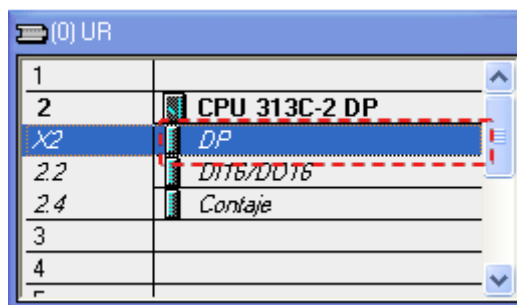 (0) UR
1
2 CPU 313C-2 DP
X2 DP
2.2 DI16/DO16
2.4 Contaje
3
4
5